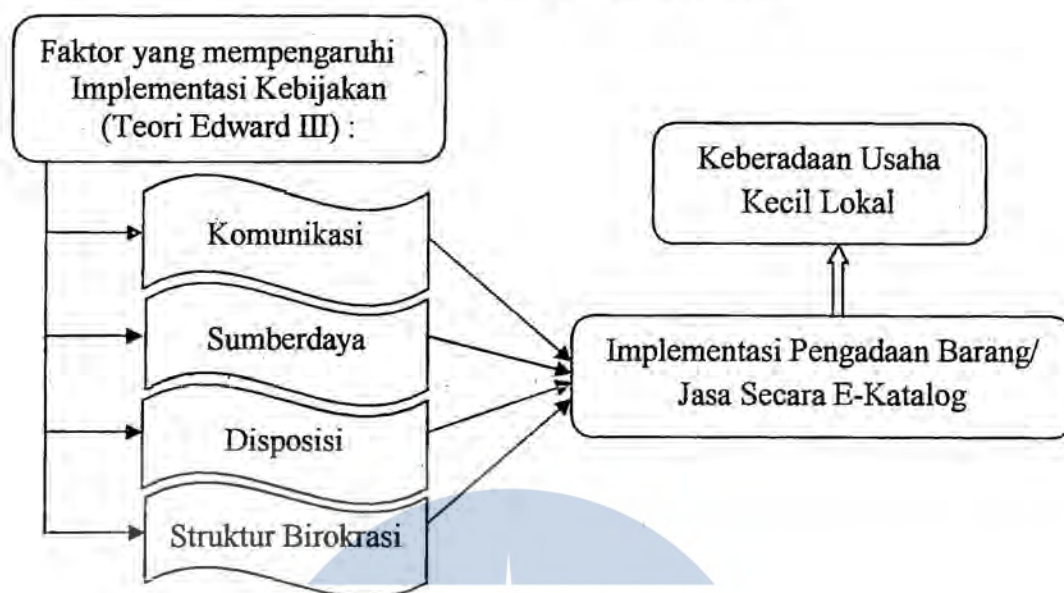 Faktor yang mempengaruhi
Implementasi Kebijakan
(Teori Edward III) :
Komunikasi
Sumberdaya
Disposisi
Struktur Birokrasi
Keberadaan Usaha
Kecil Lokal
Implementasi Pengadaan Barang/
Jasa Secara E-Katalog